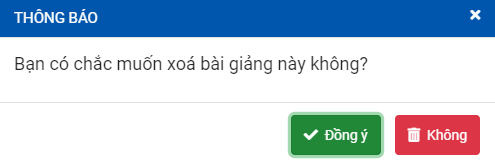 THÔNG BÁO
Bạn có chắc muốn xoá bài giảng này không?
Đồng ý Không